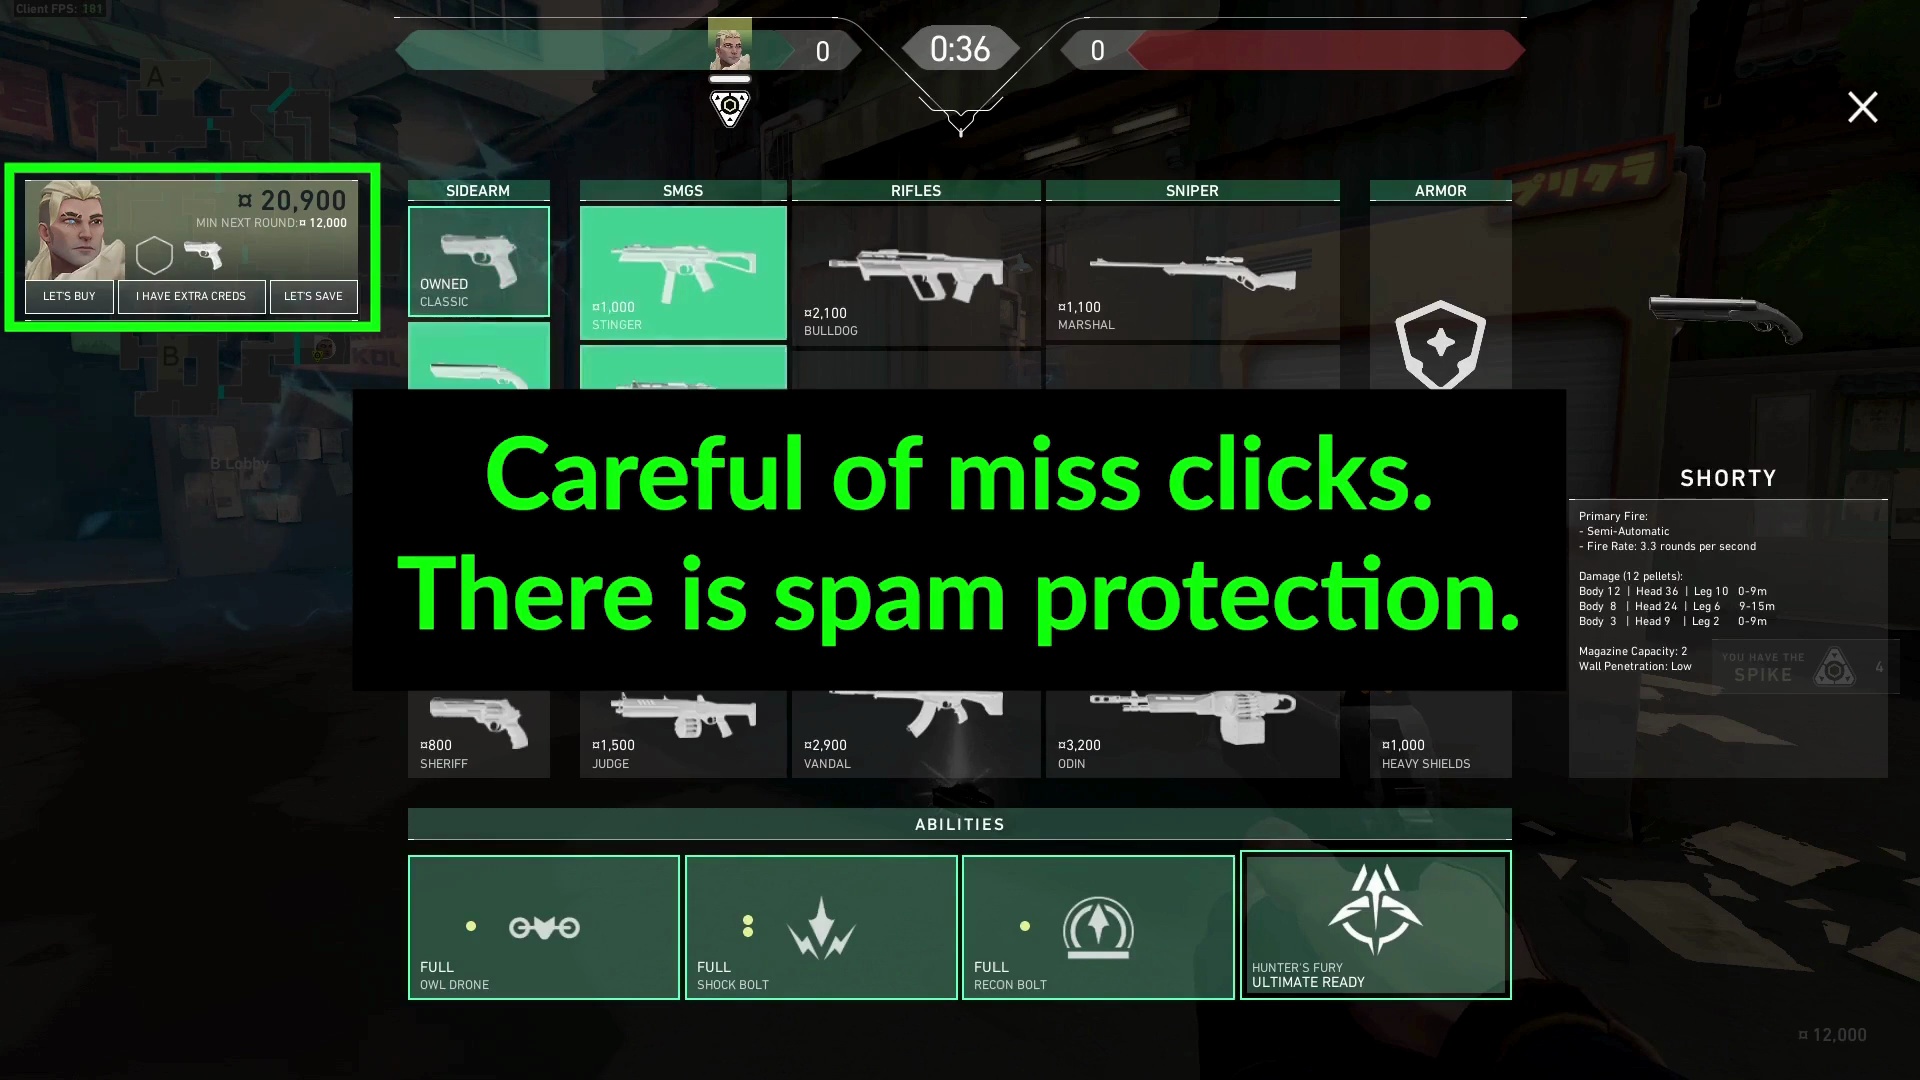 Client FPS: 181
0
0:36
0
A
¤ 20,900
MIN NEXT ROUND: ¤ 12,000
LET'S BUY
I HAVE EXTRA CREDS
LET'S SAVE
B
B Lobby
SIDEARM
SMGS
RIFLES
SNIPER
ARMOR
プリクラ
OWNED
CLASSIC
¤1,000
STINGER
¤2,100
BULLDOG
¤1,100
MARSHAL
Careful of miss clicks.
There is spam protection.
¤800
SHERIFF
¤1,500
JUDGE
¤2,900
VANDAL
¤3,200
ODIN
¤1,000
HEAVY SHIELDS
SHORTY
Primary Fire:
- Semi-Automatic
- Fire Rate: 3.3 rounds per second
Damage (12 pellets):
Body 12 | Head 36 | Leg 10 0-9m
Body 8 | Head 24 | Leg 6 9-15m
Body 3 | Head 9 | Leg 2 0-9m
Magazine Capacity: 2
Wall Penetration: Low
YOU HAVE THE
SPIKE
4
ABILITIES
FULL
OWL DRONE
FULL
SHOCK BOLT
FULL
RECON BOLT
HUNTER'S FURY
ULTIMATE READY
¤ 12,000